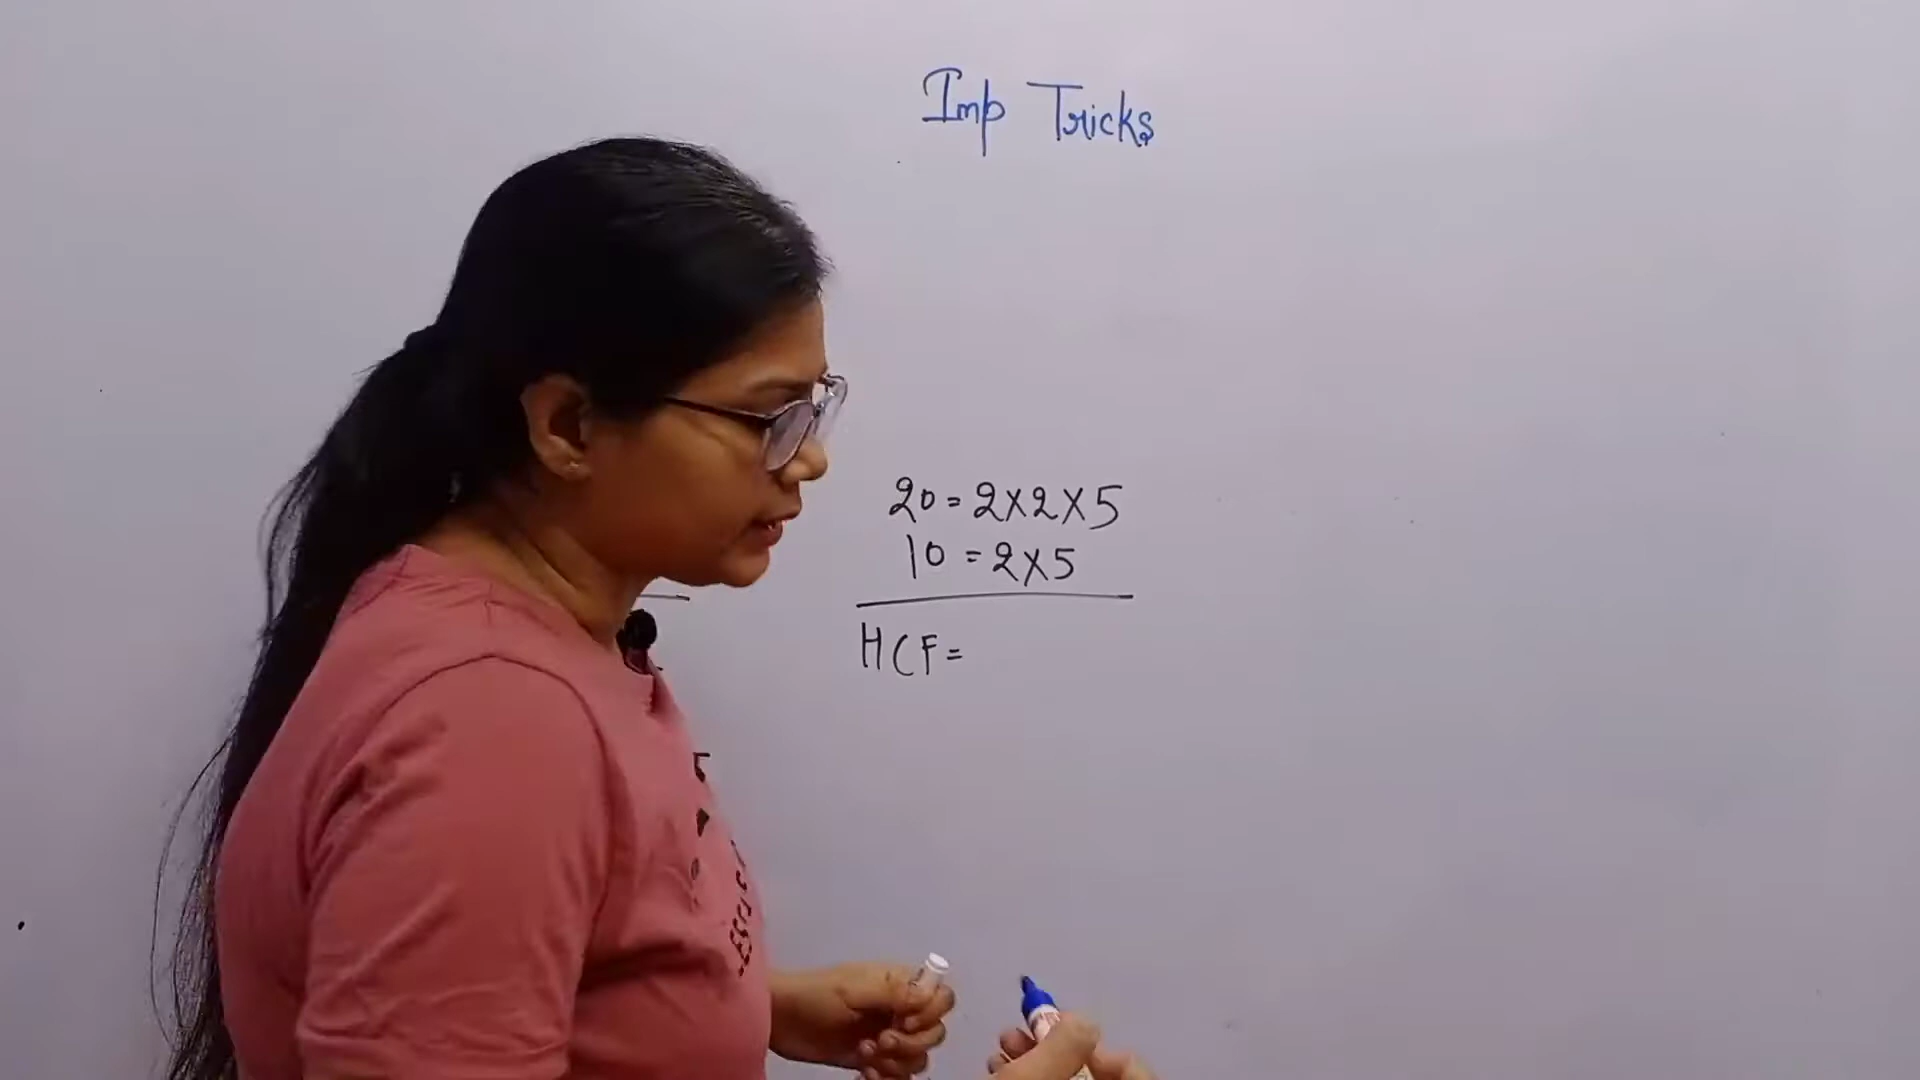 Imp Tricks
20 = 2X2X5
10 = 2X5
HCF =